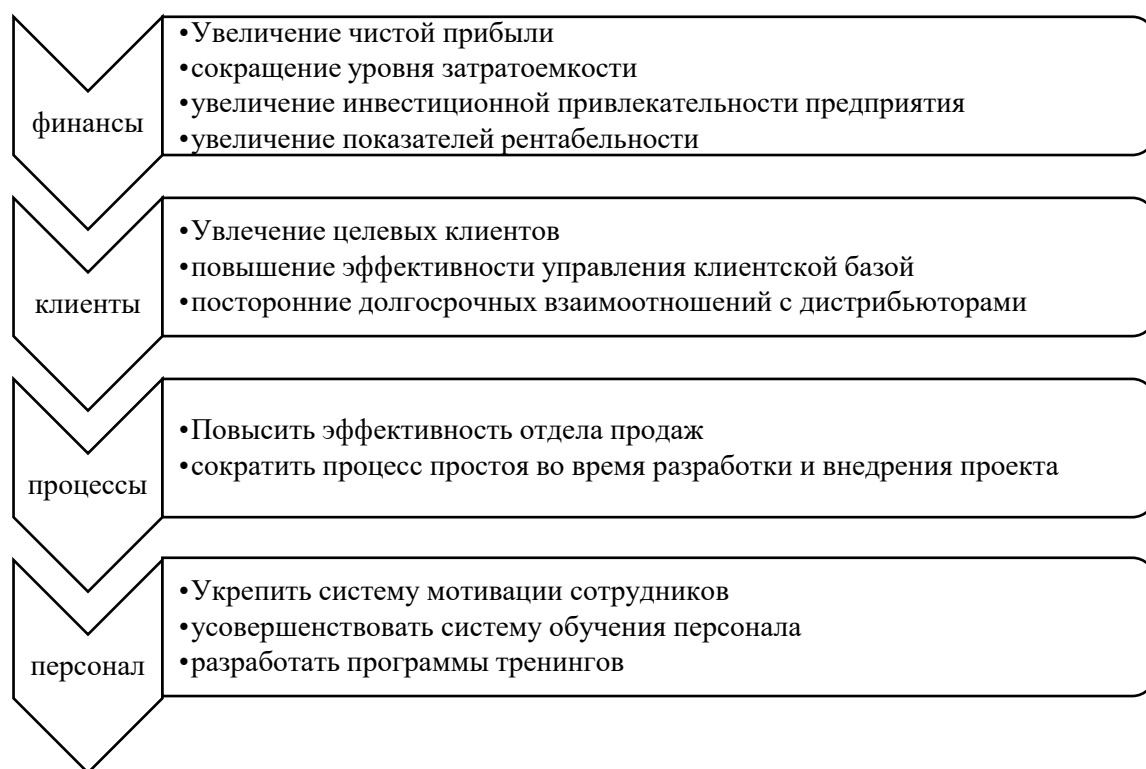 финансы
•Увеличение чистой прибыли
•сокращение уровня затратоемкости
•увеличение инвестиционной привлекательности предприятия
•увеличение показателей рентабельности
клиенты
•Увлечение целевых клиентов
•повышение эффективности управления клиентской базой
•посторонние долгосрочных взаимоотношений с дистрибьюторами
процессы
•Повысить эффективность отдела продаж
•сократить процесс простоя во время разработки и внедрения проекта
персонал
•Укрепить систему мотивации сотрудников
•усовершенствовать систему обучения персонала
•разработать программы тренингов